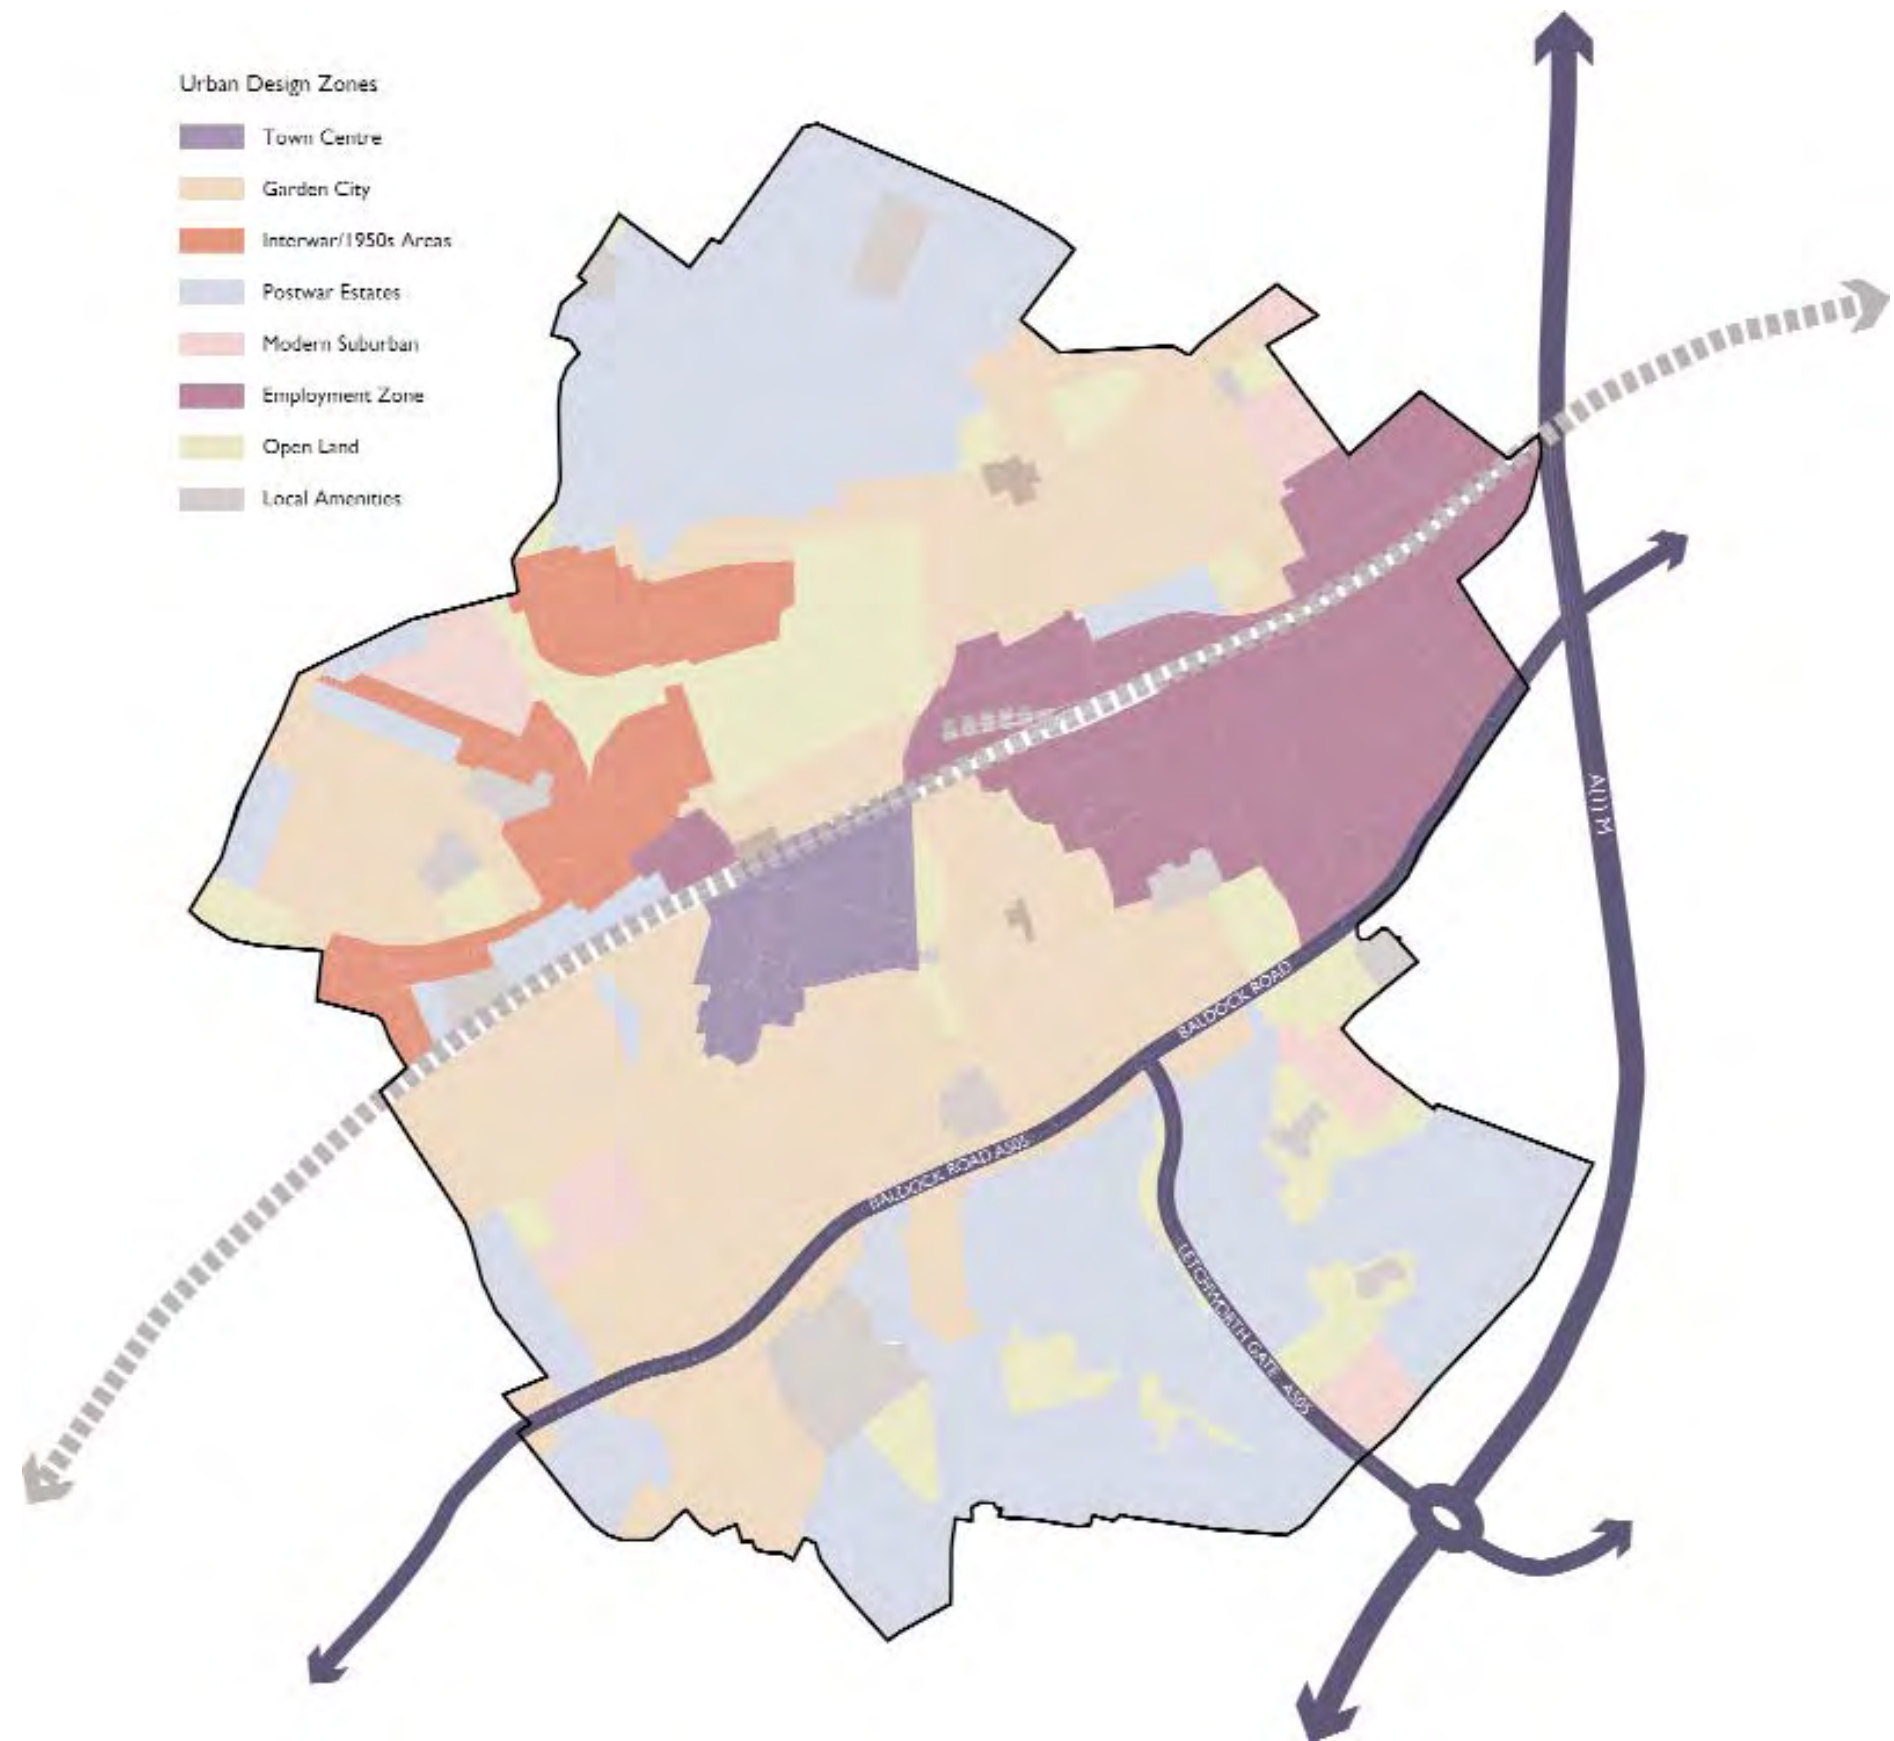 Urban Design Zones
Town Centre
Garden City
Interwar/1950s Areas
Postwar Estates
Modern Suburban
Employment Zone
Open Land
Local Amenities
A(1) M
BALDOCK ROAD
BALDOCK ROAD A505
LETCHWORTH GATE A505